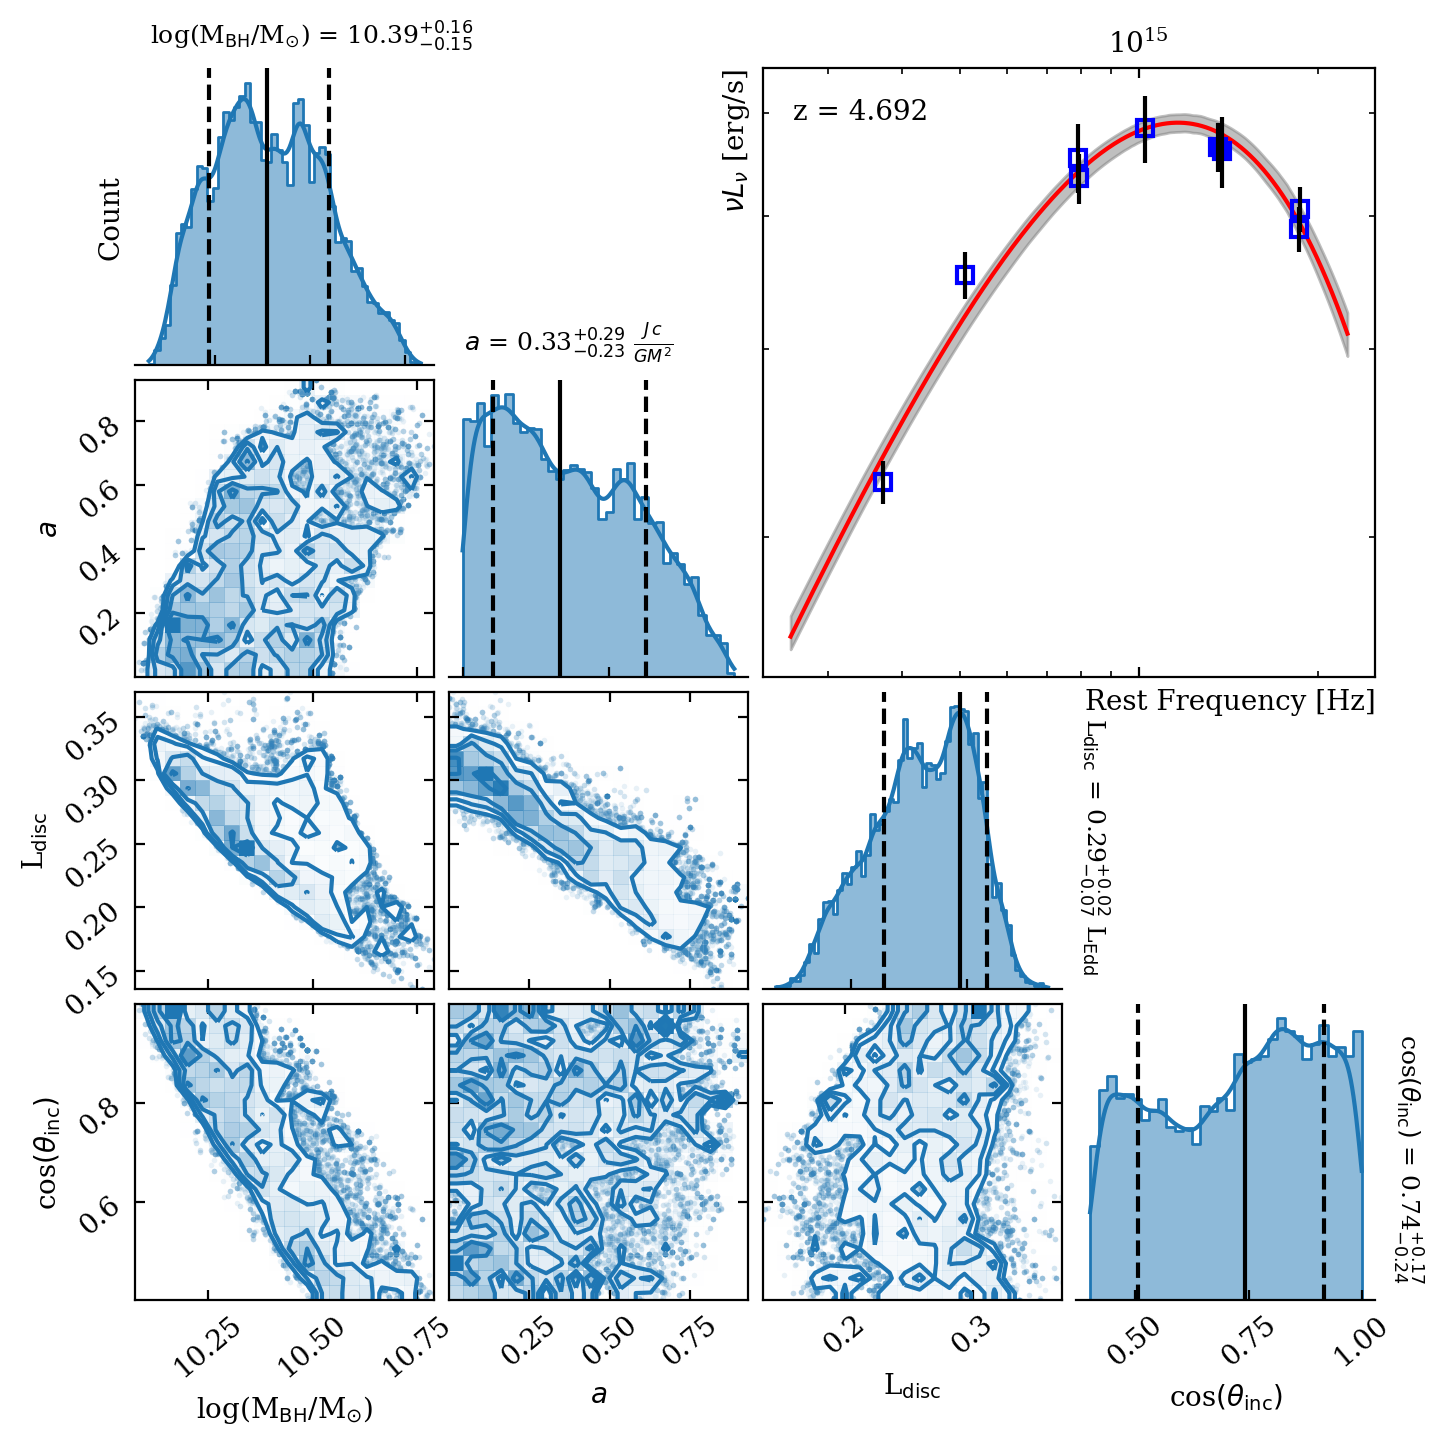 log(M_BH/M_⊙) = 10.39^{+0.16}_{-0.15}
10^{15}
νL_ν [erg/s]
z = 4.692
Count
a = 0.33^{+0.29}_{-0.23} \frac{J c}{GM^2}
a
0.8
0.6
0.4
0.2
Rest Frequency [Hz]
L_disc
0.35
0.30
0.25
0.20
0.15
L_disc = 0.29^{+0.02}_{-0.07} L_Edd
cos(θ_inc)
0.8
0.6
cos(θ_inc) = 0.74^{+0.17}_{-0.24}
10.25 10.50 10.75
0.25 0.50 0.75
0.2 0.3
0.50 0.75 1.00
log(M_BH/M_⊙)
a
L_disc
cos(θ_inc)